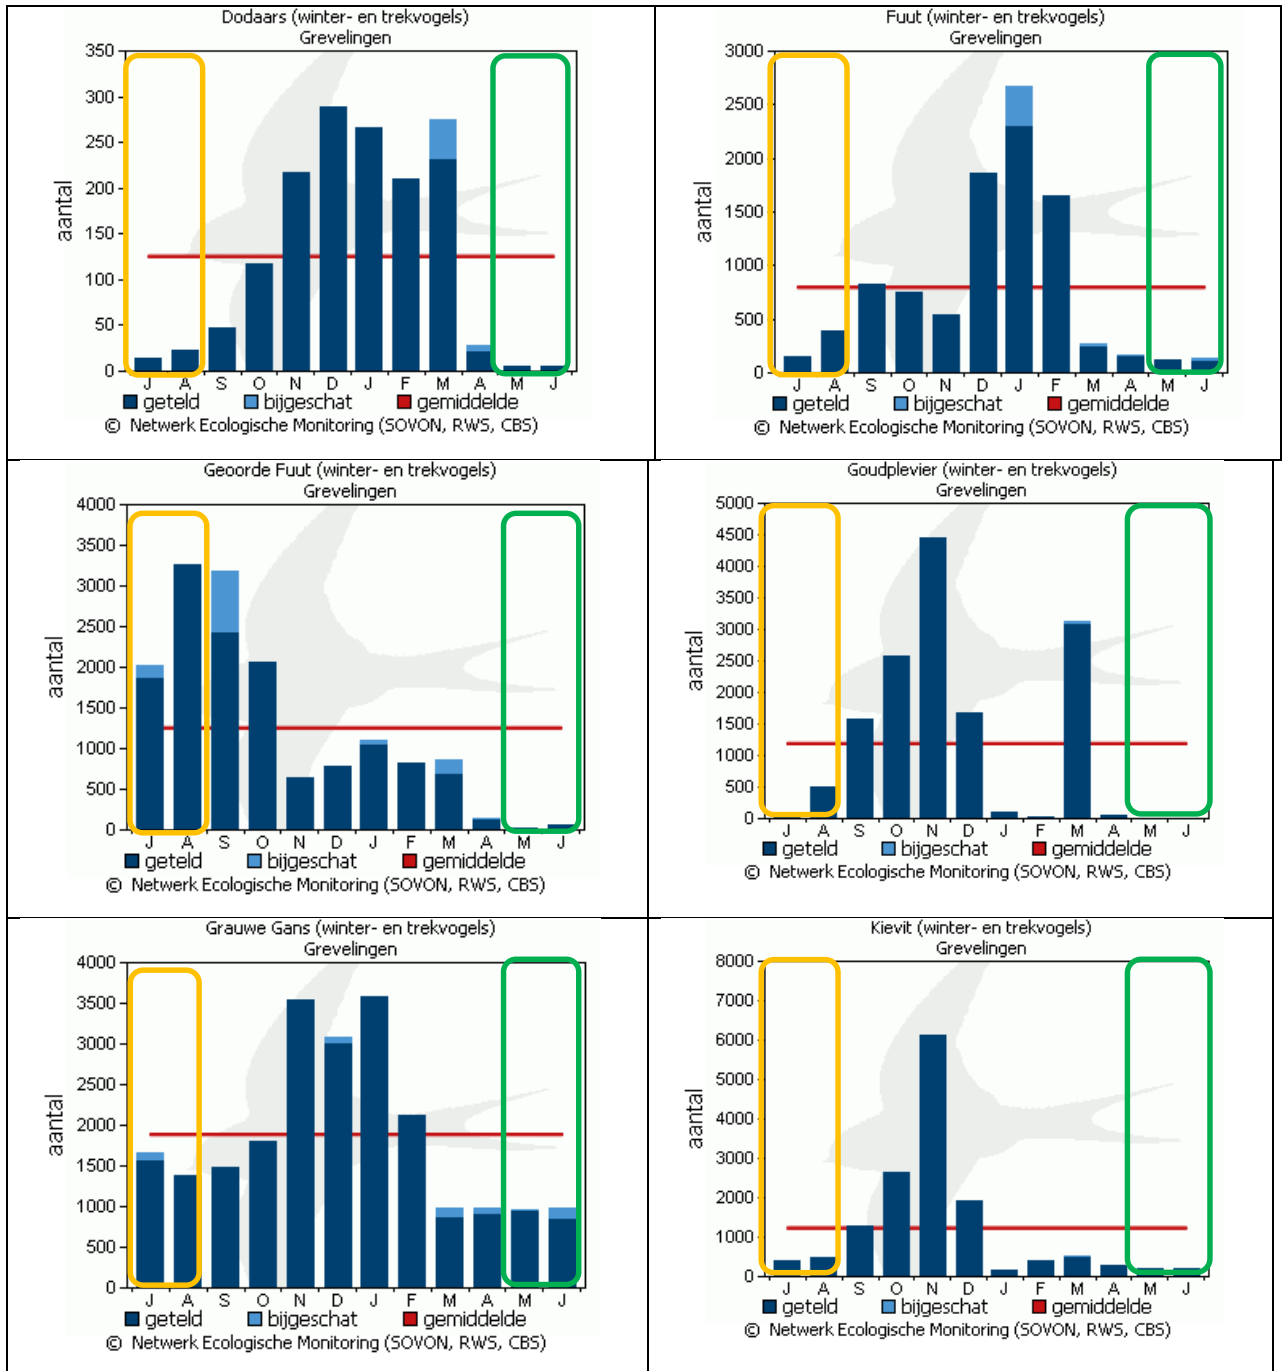 Dodaars (winter- en trekvogels)
Grevelingen
350
300
250
200
150
100
50
0
aantal
J A S O N D J F M A M J
geteld bijgeschat gemiddelde
© Netwerk Ecologische Monitoring (SOVON, RWS, CBS)
Fuut (winter- en trekvogels)
Grevelingen
3000
2500
2000
1500
1000
500
0
aantal
J A S O N D J F M A M J
geteld bijgeschat gemiddelde
© Netwerk Ecologische Monitoring (SOVON, RWS, CBS)
Geoorde Fuut (winter- en trekvogels)
Grevelingen
4000
3500
3000
2500
2000
1500
1000
500
0
aantal
J A S O N D J F M A M J
geteld bijgeschat gemiddelde
© Netwerk Ecologische Monitoring (SOVON, RWS, CBS)
Goudplevier (winter- en trekvogels)
Grevelingen
5000
4500
4000
3500
3000
2500
2000
1500
1000
500
0
aantal
J A S O N D J F M A M J
geteld bijgeschat gemiddelde
© Netwerk Ecologische Monitoring (SOVON, RWS, CBS)
Grauwe Gans (winter- en trekvogels)
Grevelingen
4000
3500
3000
2500
2000
1500
1000
500
0
aantal
J A S O N D J F M A M J
geteld bijgeschat gemiddelde
© Netwerk Ecologische Monitoring (SOVON, RWS, CBS)
Kievit (winter- en trekvogels)
Grevelingen
8000
7000
6000
5000
4000
3000
2000
1000
0
aantal
J A S O N D J F M A M J
geteld bijgeschat gemiddelde
© Netwerk Ecologische Monitoring (SOVON, RWS, CBS)